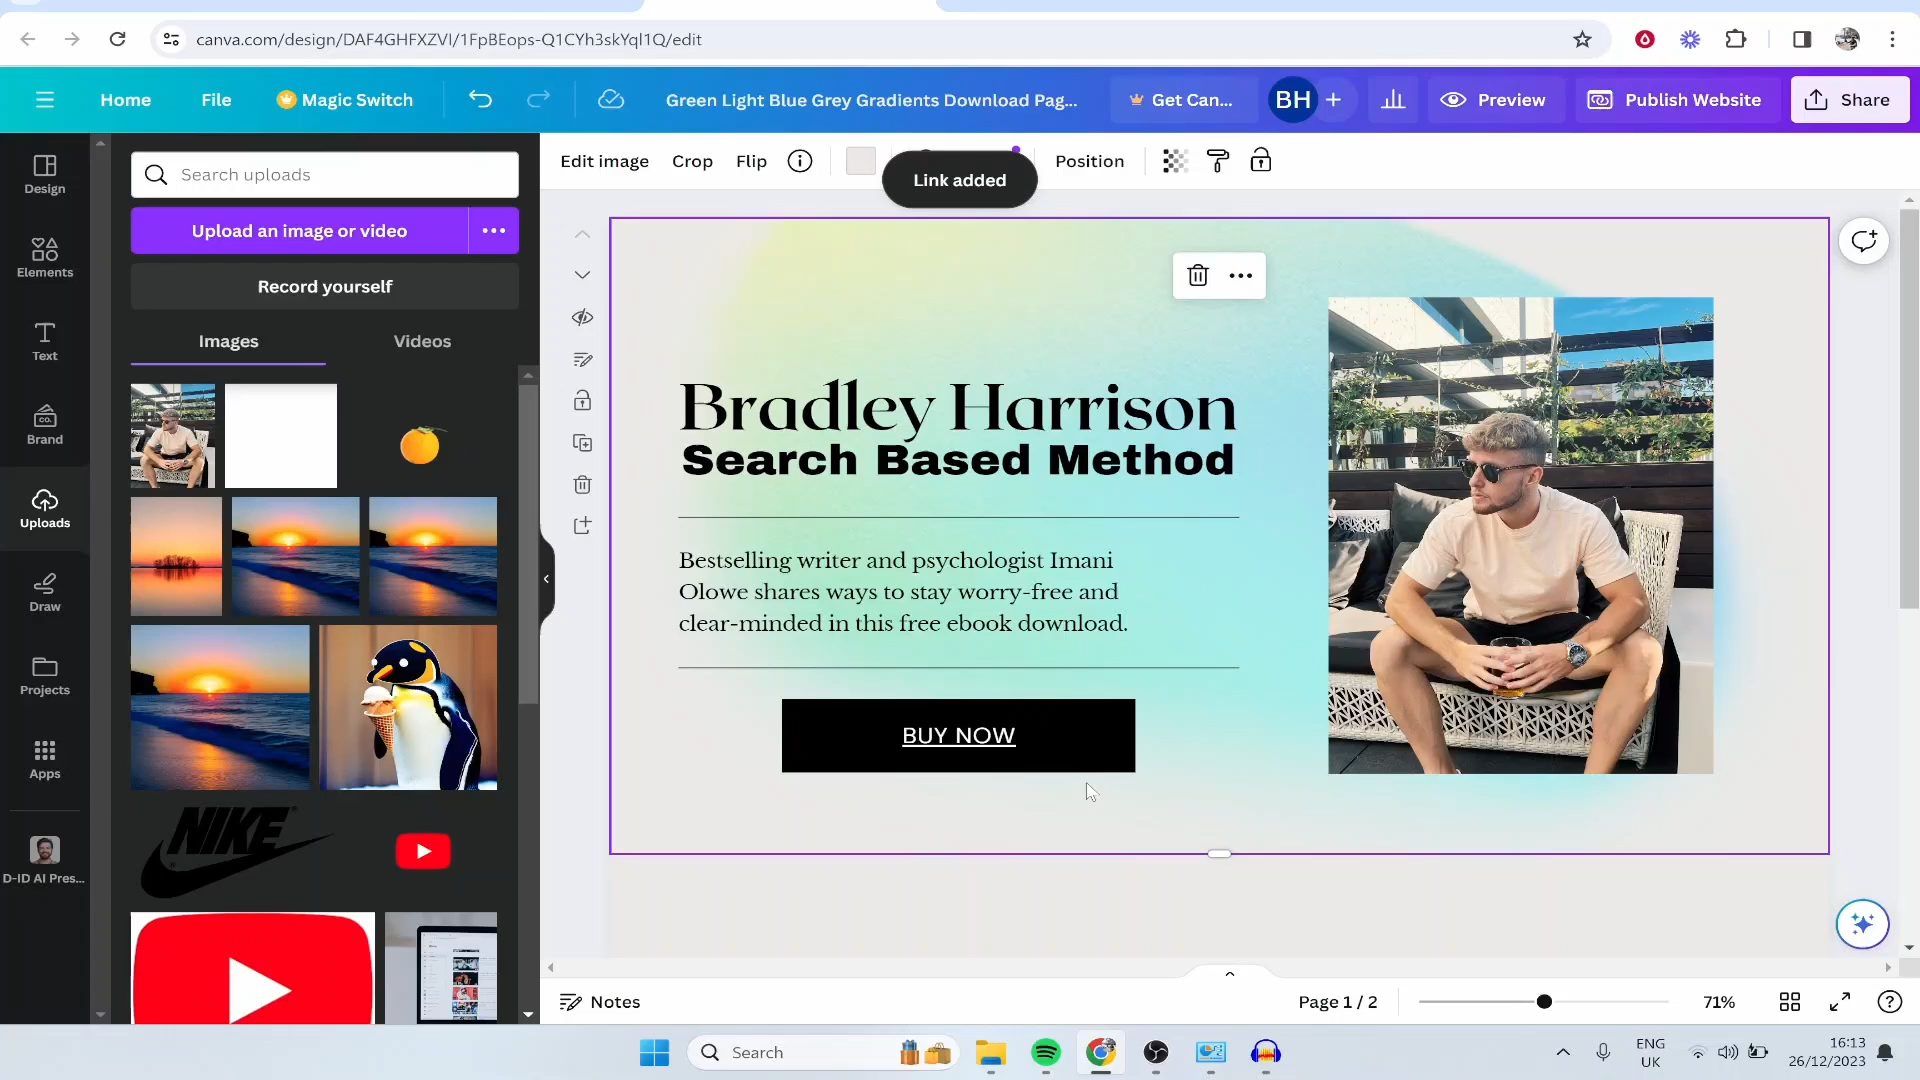 canva.com/design/DAF4GHFXZVI/1FpBEops-Q1CYh3skYql1Q/edit
Home
File
Magic Switch
Green Light Blue Grey Gradients Download Pag...
Get Can...
BH
Preview
Publish Website
Share
Design
Elements
Text
Brand
Uploads
Draw
Projects
Apps
D-ID AI Pres...
Search uploads
Upload an image or video
Record yourself
Images
Videos
NIKE
Edit image
Crop
Flip
Position
Link added
Bradley Harrison
Search Based Method
Bestselling writer and psychologist Imani
Olowe shares ways to stay worry-free and
clear-minded in this free ebook download.
BUY NOW
Notes
Page 1 / 2
71%
Search
ENG
UK
16:13
26/12/2023